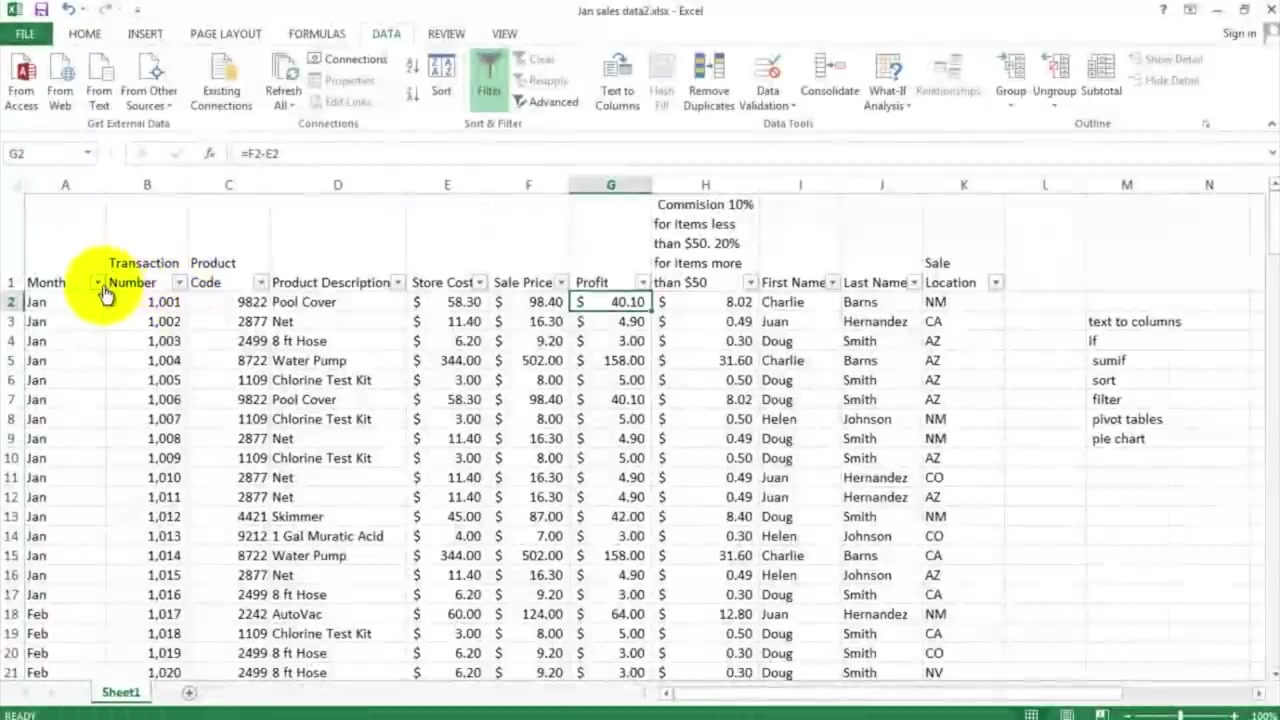 Jan sales data2.xlsx - Excel
FILE HOME INSERT PAGE LAYOUT FORMULAS DATA REVIEW VIEW Sign in
From Access
From Web
From Text
From Other Sources
Get External Data
Existing Connections
Refresh All
Connections
Properties
Edit Links
Connections
Sort
Filter
Clear
Reapply
Advanced
Sort & Filter
Text to Columns
Flash Fill
Remove Duplicates
Data Validation
Consolidate
What-If Analysis
Relationships
Data Tools
Group
Ungroup
Subtotal
Show Detail
Hide Detail
Outline
G2 fx =F2-E2
A B C D E F G H I J K L M N
1 Month Transaction Number Product Code Product Description Store Cost Sale Price Profit Commision 10% for items less than $50. 20% for items more than $50 First Name Last Name Sale Location
2 Jan 1,001 9822 Pool Cover $ 58.30 $ 98.40 $ 40.10 $ 8.02 Charlie Barns NM
3 Jan 1,002 2877 Net $ 11.40 $ 16.30 $ 4.90 $ 0.49 Juan Hernandez CA text to columns
4 Jan 1,003 2499 8 ft Hose $ 6.20 $ 9.20 $ 3.00 $ 0.30 Doug Smith AZ if
5 Jan 1,004 8722 Water Pump $ 344.00 $ 502.00 $ 158.00 $ 31.60 Charlie Barns AZ sumif
6 Jan 1,005 1109 Chlorine Test Kit $ 3.00 $ 8.00 $ 5.00 $ 0.50 Doug Smith AZ sort
7 Jan 1,006 9822 Pool Cover $ 58.30 $ 98.40 $ 40.10 $ 8.02 Doug Smith AZ filter
8 Jan 1,007 1109 Chlorine Test Kit $ 3.00 $ 8.00 $ 5.00 $ 0.50 Helen Johnson NM pivot tables
9 Jan 1,008 2877 Net $ 11.40 $ 16.30 $ 4.90 $ 0.49 Doug Smith NM pie chart
10 Jan 1,009 1109 Chlorine Test Kit $ 3.00 $ 8.00 $ 5.00 $ 0.50 Doug Smith AZ
11 Jan 1,010 2877 Net $ 11.40 $ 16.30 $ 4.90 $ 0.49 Juan Hernandez CO
12 Jan 1,011 2877 Net $ 11.40 $ 16.30 $ 4.90 $ 0.49 Juan Hernandez AZ
13 Jan 1,012 4421 Skimmer $ 45.00 $ 87.00 $ 42.00 $ 8.40 Doug Smith NM
14 Jan 1,013 9212 1 Gal Muratic Acid $ 4.00 $ 7.00 $ 3.00 $ 0.30 Helen Johnson CO
15 Jan 1,014 8722 Water Pump $ 344.00 $ 502.00 $ 158.00 $ 31.60 Charlie Barns CA
16 Jan 1,015 2877 Net $ 11.40 $ 16.30 $ 4.90 $ 0.49 Helen Johnson AZ
17 Jan 1,016 2499 8 ft Hose $ 6.20 $ 9.20 $ 3.00 $ 0.30 Doug Smith CA
18 Feb 1,017 2242 AutoVac $ 60.00 $ 124.00 $ 64.00 $ 12.80 Juan Hernandez NM
19 Feb 1,018 1109 Chlorine Test Kit $ 3.00 $ 8.00 $ 5.00 $ 0.50 Doug Smith CA
20 Feb 1,019 2499 8 ft Hose $ 6.20 $ 9.20 $ 3.00 $ 0.30 Doug Smith CO
21 Feb 1,020 2499 8 ft Hose $ 6.20 $ 9.20 $ 3.00 $ 0.30 Doug Smith NV
Sheet1
READY 100%